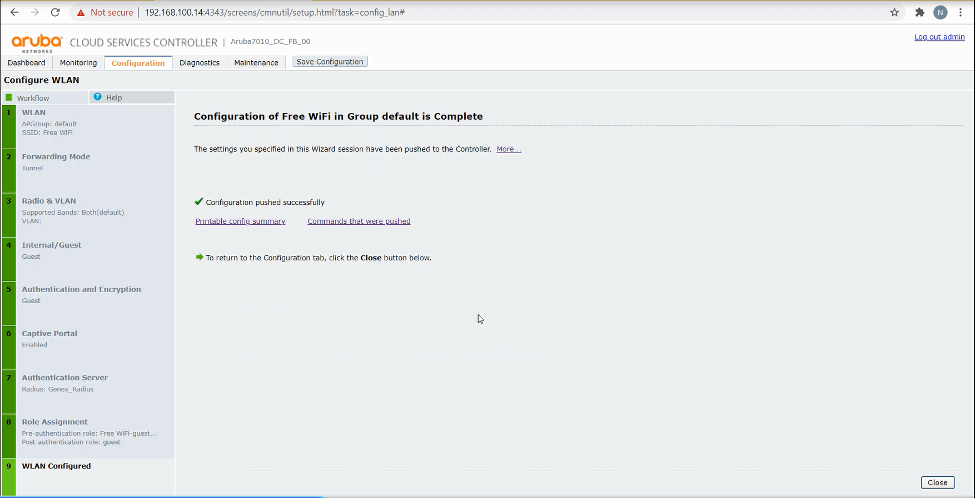 Not secure | 192.168.100.14:4343/screens/cmnutil/setup.html?task=config_lan#
N
aruba NETWORKS CLOUD SERVICES CONTROLLER | Aruba7010_DC_FB_00
Log out admin
Dashboard Monitoring Configuration Diagnostics Maintenance Save Configuration
Configure WLAN
Workflow ? Help
1 WLAN
APGroup: default
SSID: Free WiFi
2 Forwarding Mode
Tunnel
3 Radio & VLAN
Supported Bands: Both(default)
VLAN:
4 Internal/Guest
Guest
5 Authentication and Encryption
Guest
6 Captive Portal
Enabled
7 Authentication Server
Radius: Genex_Radius
8 Role Assignment
Pre-authentication role: Free WiFi-guest...
Post-authentication role: guest
9 WLAN Configured
Configuration of Free WiFi in Group default is Complete
The settings you specified in this Wizard session have been pushed to the Controller. More...
Configuration pushed successfully
Printable config summary Commands that were pushed
To return to the Configuration tab, click the Close button below.
Close